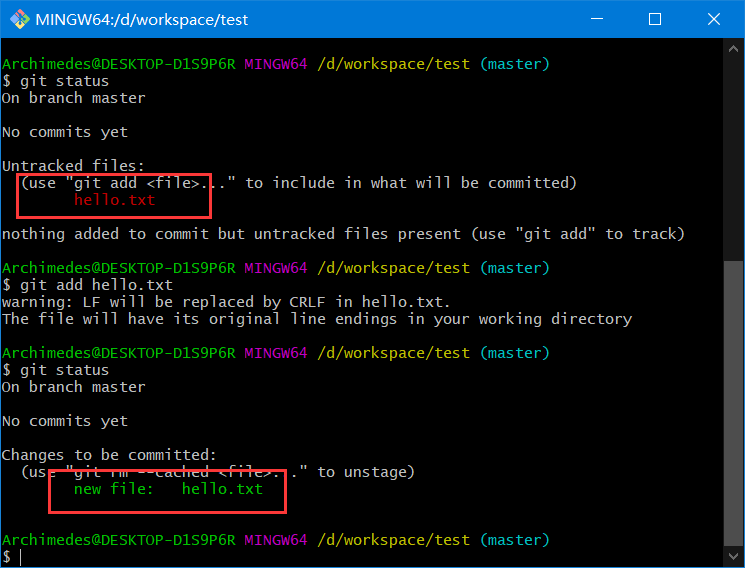 MINGW64:/d/workspace/test
Archimedes@DESKTOP-D1S9P6R MINGW64 /d/workspace/test (master)
$ git status
On branch master
No commits yet
Untracked files:
(use "git add <file>..." to include in what will be committed)
hello.txt
nothing added to commit but untracked files present (use "git add" to track)
Archimedes@DESKTOP-D1S9P6R MINGW64 /d/workspace/test (master)
$ git add hello.txt
warning: LF will be replaced by CRLF in hello.txt.
The file will have its original line endings in your working directory
Archimedes@DESKTOP-D1S9P6R MINGW64 /d/workspace/test (master)
$ git status
On branch master
No commits yet
Changes to be committed:
(use "git rm --cached <file>..." to unstage)
new file:   hello.txt
Archimedes@DESKTOP-D1S9P6R MINGW64 /d/workspace/test (master)
$